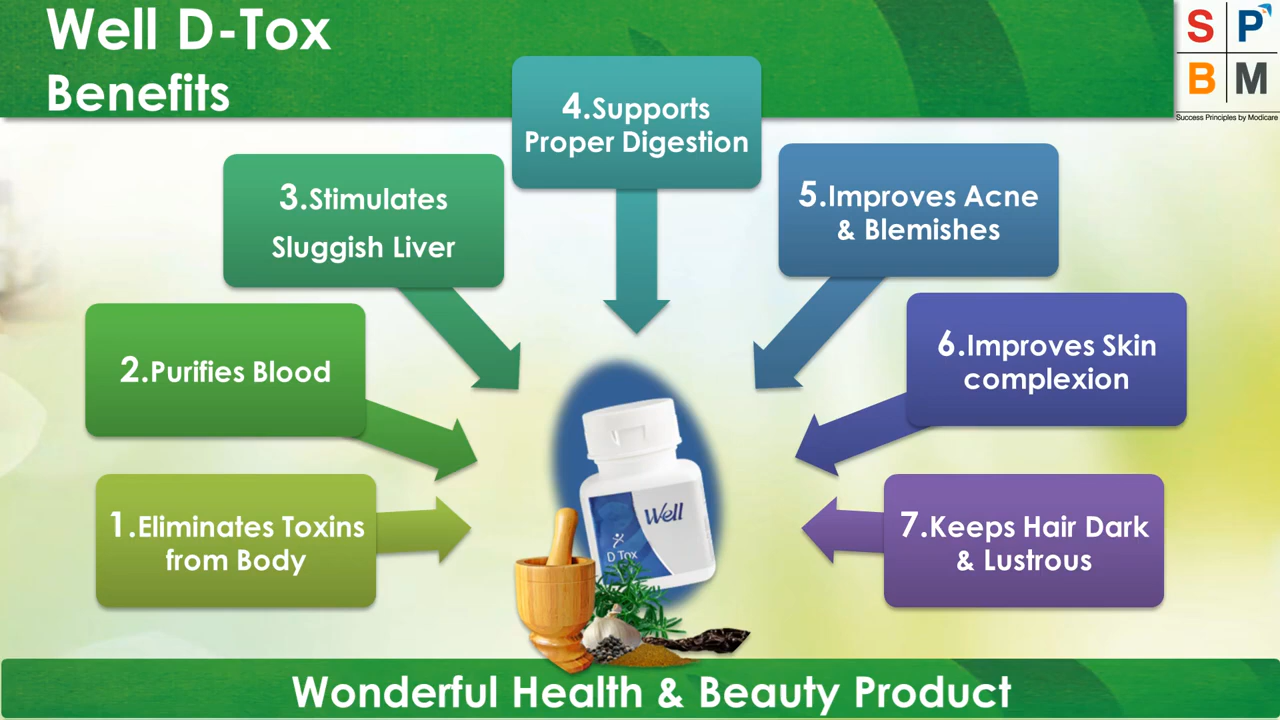 Well D-Tox
Benefits
S P
B M
Success Principles by Modicare
4.Supports
Proper Digestion
3.Stimulates
Sluggish Liver
5.Improves Acne
& Blemishes
2.Purifies Blood
6.Improves Skin
complexion
1.Eliminates Toxins
from Body
7.Keeps Hair Dark
& Lustrous
Well
D Tox
Wonderful Health & Beauty Product